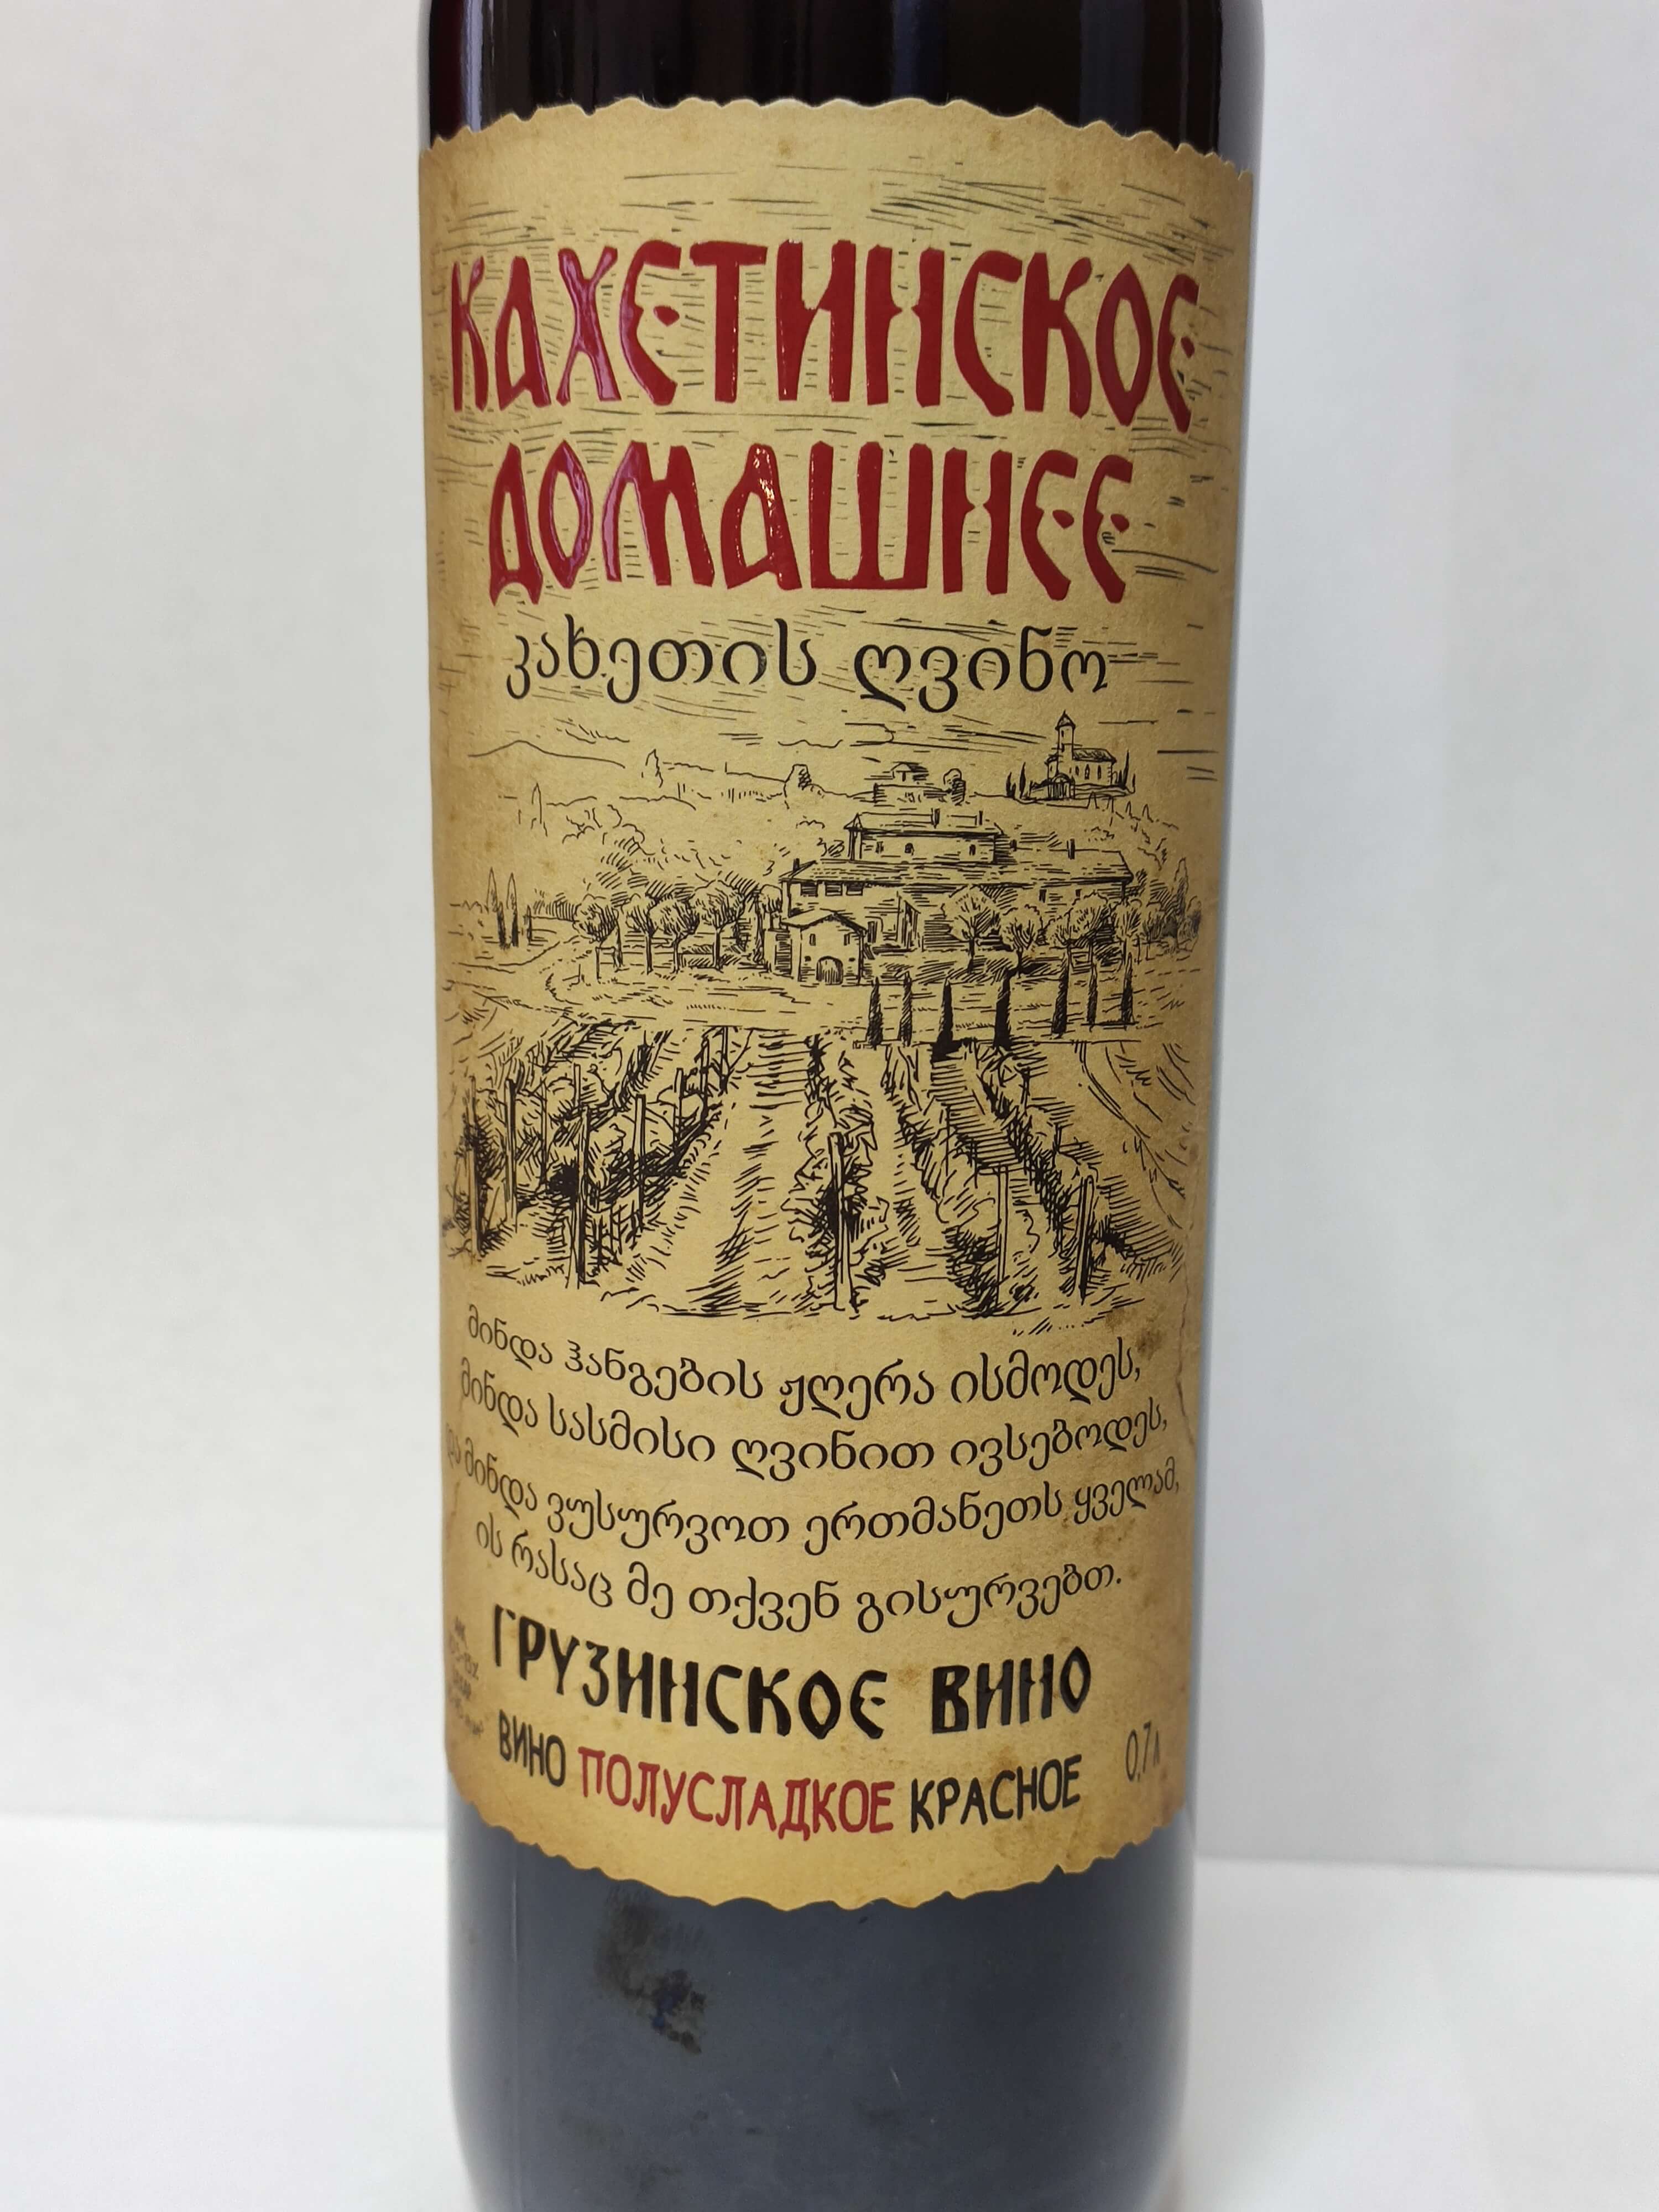 КАХЕТИНСКОЕ
ДОМАШНЕЕ
კახეთის ღვინო
მინდა ჰანგების ჟღერა ისმოდეს,
მინდა სასმისი ღვინით ივსებოდეს,
და მინდა ვუსურვოთ ერთმანეთს ყველამ,
ის რასაც მე თქვენ გისურვებთ.
ГРУЗИНСКОЕ ВИНО
ВИНО ПОЛУСЛАДКОЕ КРАСНОЕ
0,7 л